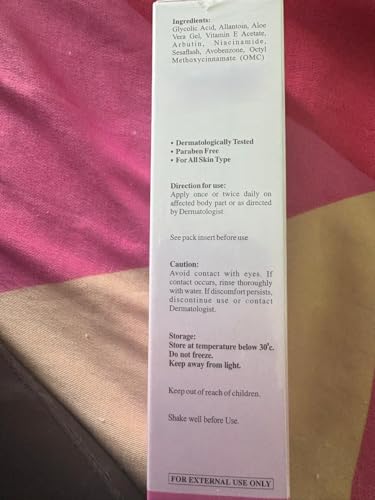 Ingredients:
Glycolic Acid, Allantoin, Aloe
Vera Gel, Vitamin E Acetate,
Arbutin, Niacinamide,
Sesaflash, Avobenzone, Octyl
Methoxycinnamate (OMC)
• Dermatologically Tested
• Paraben Free
• For All Skin Type
Direction for use:
Apply once or twice daily on
affected body part or as directed
by Dermatologist
See pack insert before use
Caution:
Avoid contact with eyes. If
contact occurs, rinse thoroughly
with water. If discomfort persists,
discontinue use or contact
Dermatologist.
Storage:
Store at temperature below 30°c.
Do not freeze.
Keep away from light.
Keep out of reach of children.
Shake well before Use.
FOR EXTERNAL USE ONLY